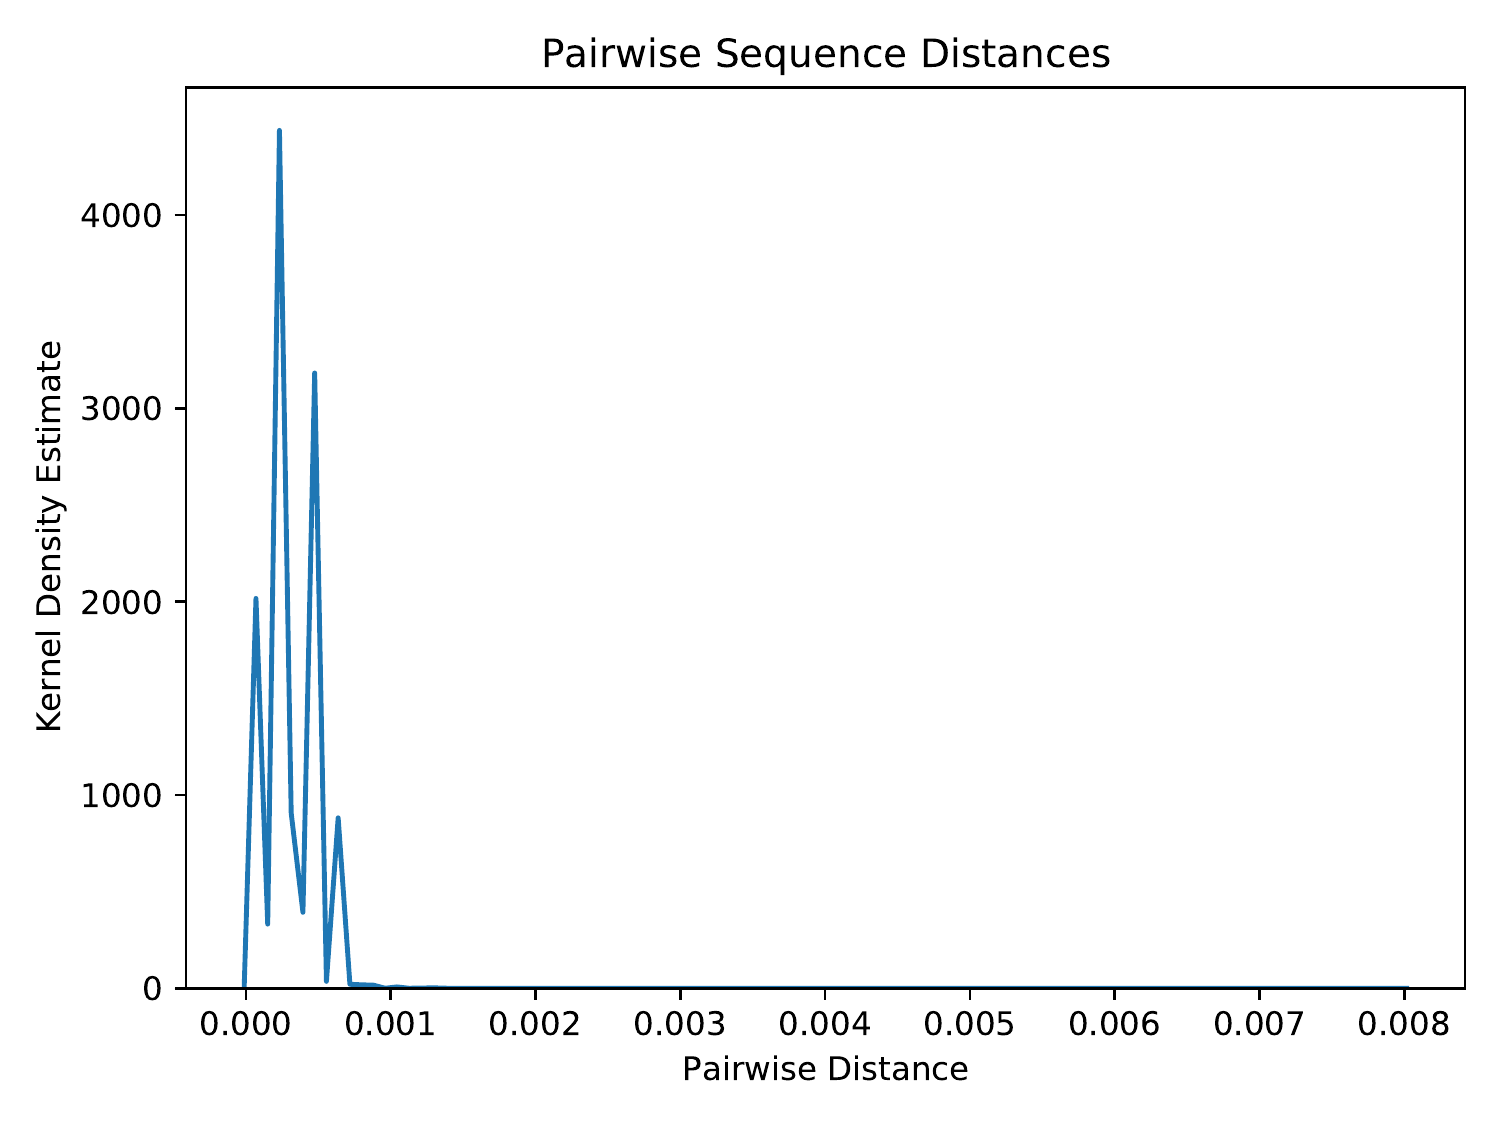 Pairwise Sequence Distances
Kernel Density Estimate
4000
3000
2000
1000
0
0.000 0.001 0.002 0.003 0.004 0.005 0.006 0.007 0.008
Pairwise Distance